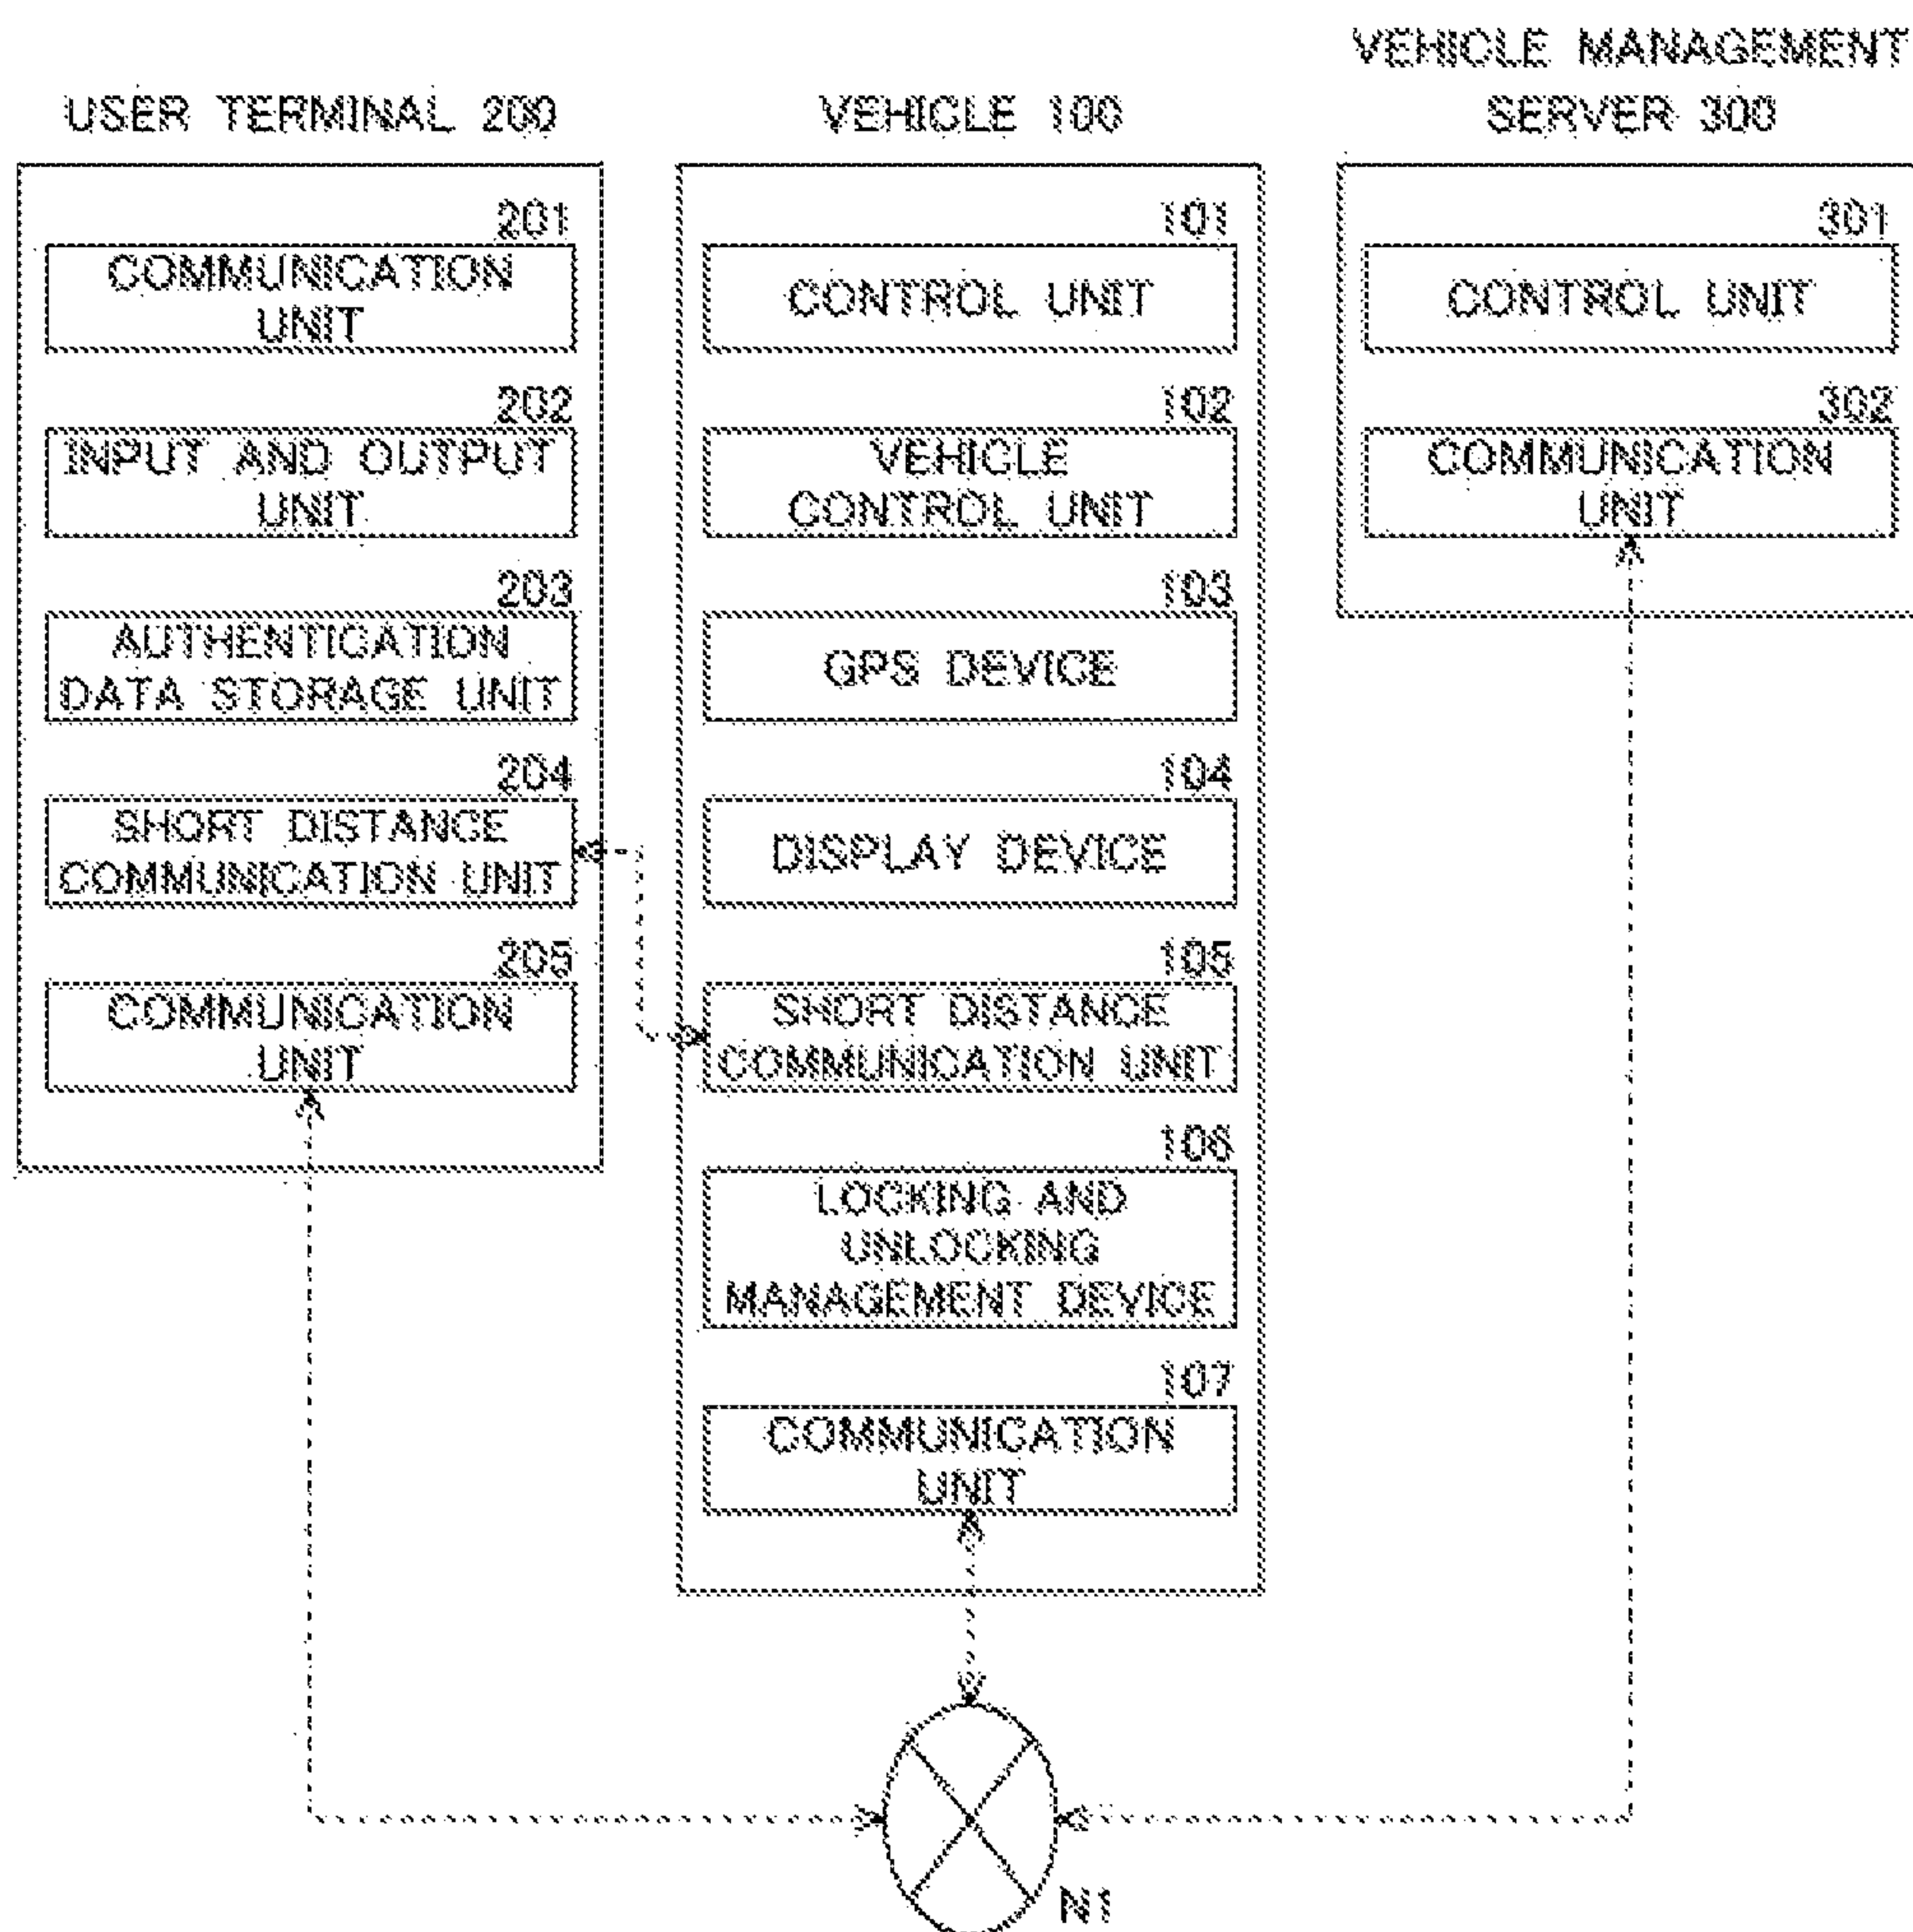 USER TERMINAL 200
201
COMMUNICATION
UNIT
202
INPUT AND OUTPUT
UNIT
203
AUTHENTICATION
DATA STORAGE UNIT
204
SHORT DISTANCE
COMMUNICATION UNIT
205
COMMUNICATION
UNIT
VEHICLE 100
101
CONTROL UNIT
102
VEHICLE
CONTROL UNIT
103
GPS DEVICE
104
DISPLAY DEVICE
105
SHORT DISTANCE
COMMUNICATION UNIT
106
LOCKING AND
UNLOCKING
MANAGEMENT DEVICE
107
COMMUNICATION
UNIT
VEHICLE MANAGEMENT
SERVER 300
301
CONTROL UNIT
302
COMMUNICATION
UNIT
N1